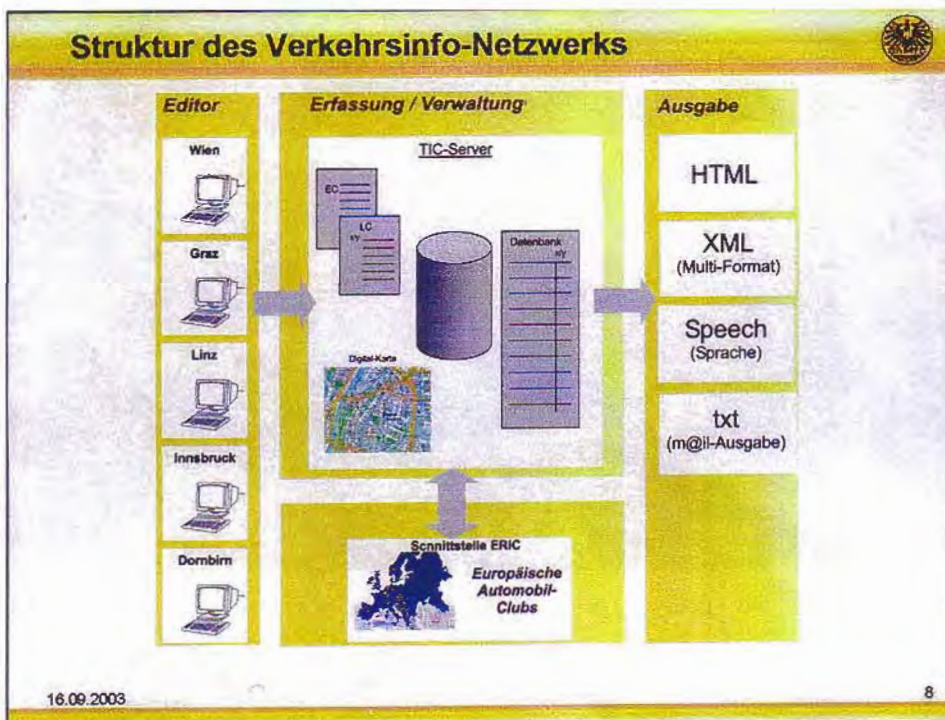 Struktur des Verkehrsinfo-Netzwerks
Editor
Wien
Graz
Linz
Innsbruck
Dornbirn
Erfassung / Verwaltung
TIC-Server
EC
LC
x/y
Datenbank
x/y
Digital-Karte
Scnnittstelle ERIC
Europäische
Automobil-
Clubs
Ausgabe
HTML
XML
(Multi-Format)
Speech
(Sprache)
txt
(m@il-Ausgabe)
16.09.2003
8